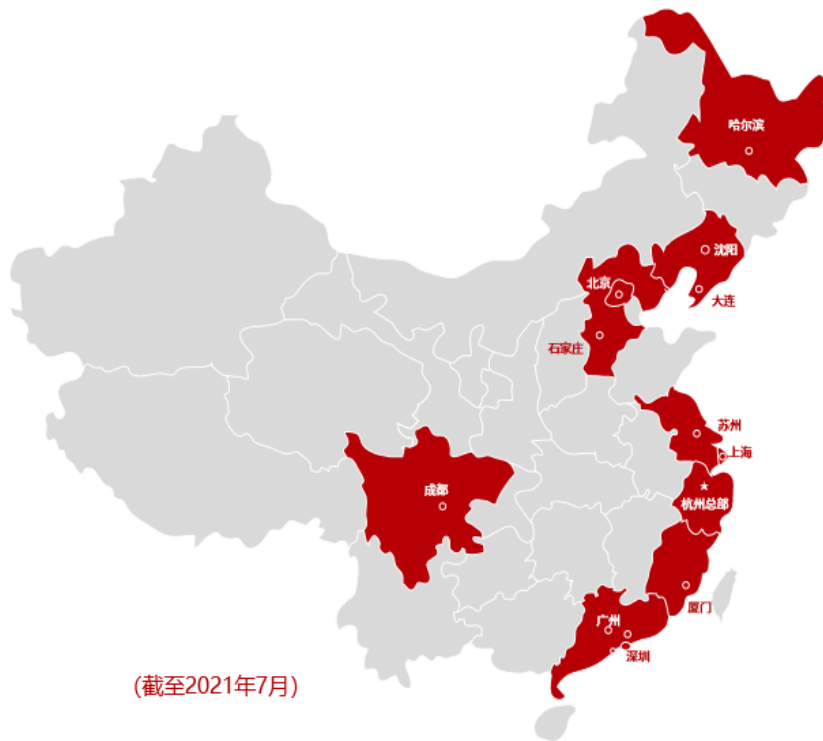 哈尔滨
沈阳
北京
大连
石家庄
苏州
上海
成都
杭州总部
厦门
广州
深圳
(截至2021年7月)